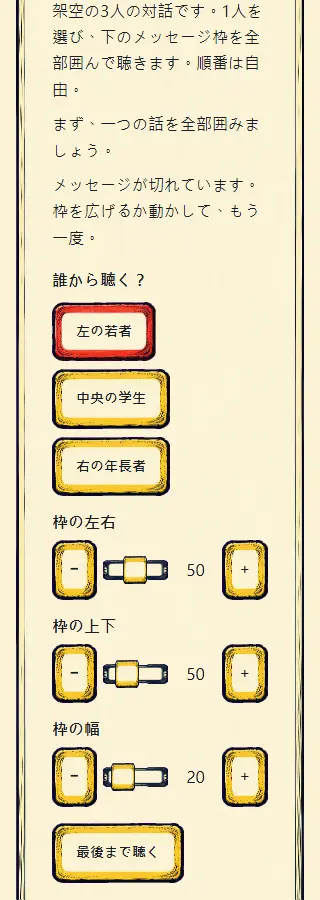 架空の3人の対話です。1人を
選び、下のメッセージ枠を全
部囲んで聴きます。順番は自
由。
まず、一つの話を全部囲みま
しょう。
メッセージが切れています。
枠を広げるか動かして、もう
一度。
誰から聴く？
左の若者
中央の学生
右の年長者
枠の左右
− 50 +
枠の上下
− 50 +
枠の幅
− 20 +
最後まで聴く